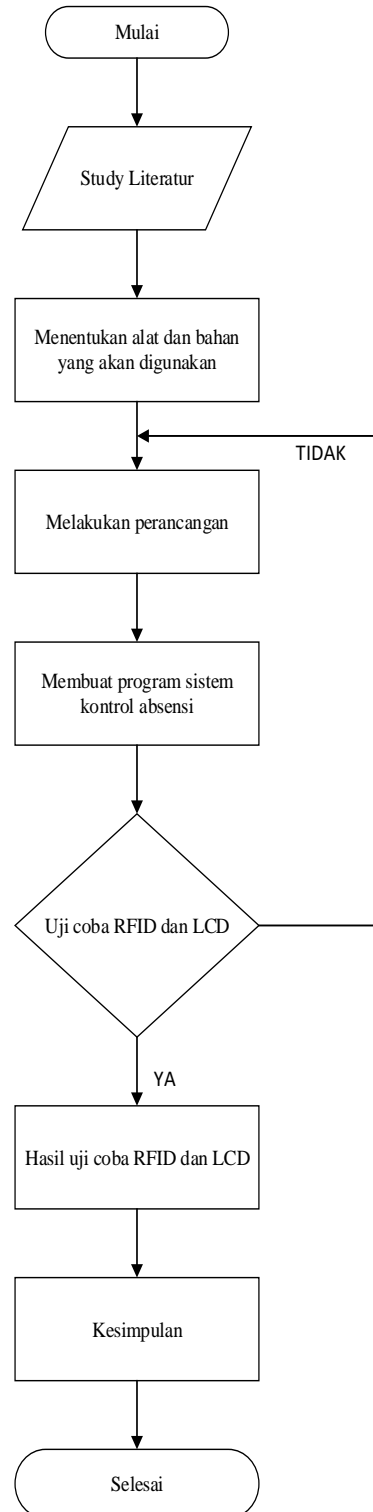 Mulai
Study Literatur
Menentukan alat dan bahan
yang akan digunakan
TIDAK
Melakukan perancangan
Membuat program sistem
kontrol absensi
Uji coba RFID dan LCD
YA
Hasil uji coba RFID dan LCD
Kesimpulan
Selesai